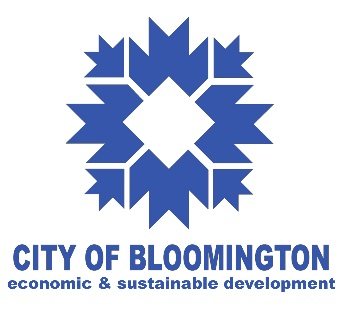 CITY OF BLOOMINGTON
economic & sustainable development